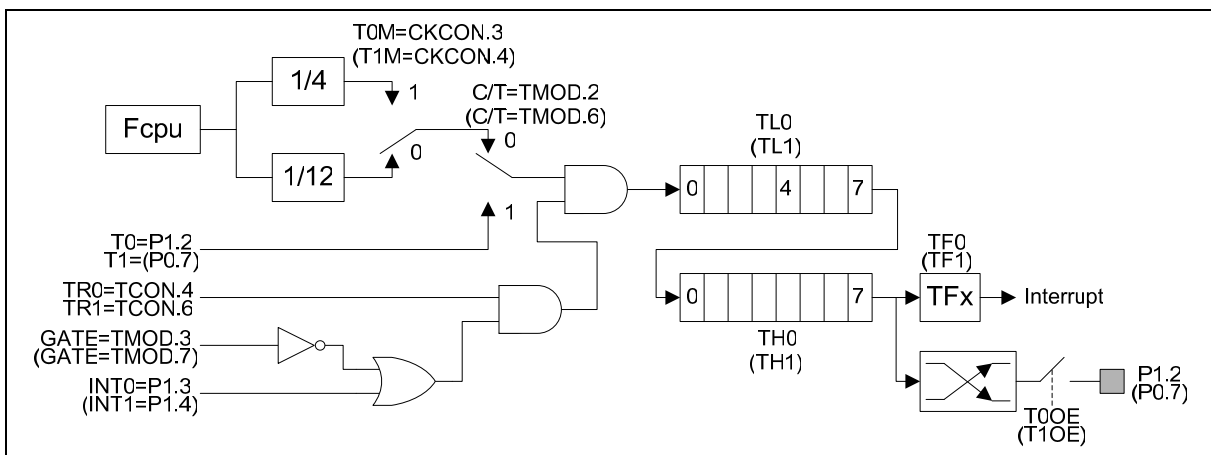 T0M=CKCON.3
(T1M=CKCON.4)
1/4
1
C/T=TMOD.2
(C/T=TMOD.6)
Fcpu
0
0
TL0
(TL1)
1/12
0 4 7
1
T0=P1.2
T1=(P0.7)
TF0
(TF1)
TR0=TCON.4
TR1=TCON.6
0 7
TFx
Interrupt
GATE=TMOD.3
(GATE=TMOD.7)
TH0
(TH1)
INT0=P1.3
(INT1=P1.4)
P1.2
(P0.7)
T0OE
(T1OE)